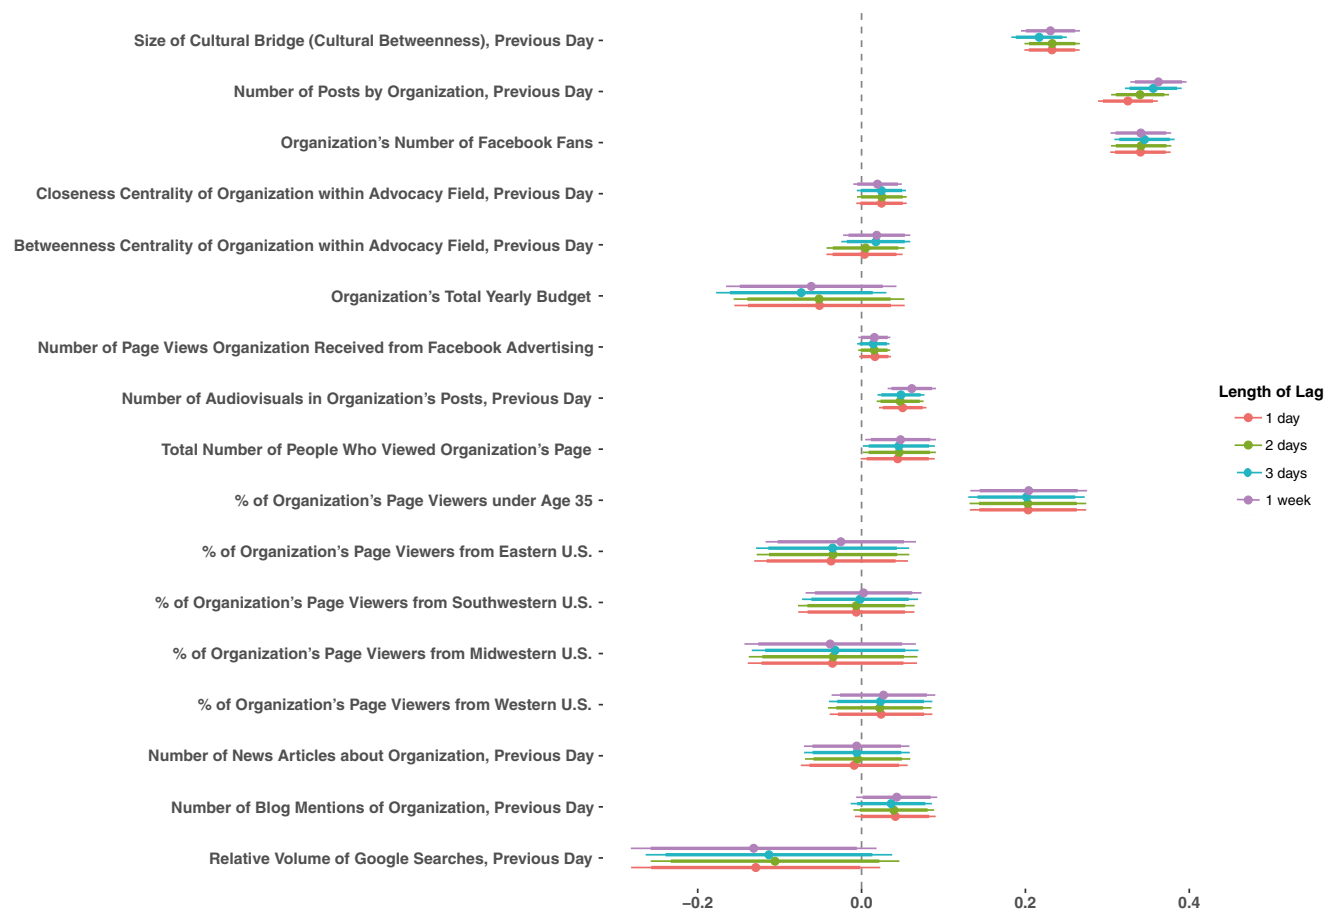 Size of Cultural Bridge (Cultural Betweenness), Previous Day
Number of Posts by Organization, Previous Day
Organization’s Number of Facebook Fans
Closeness Centrality of Organization within Advocacy Field, Previous Day
Betweenness Centrality of Organization within Advocacy Field, Previous Day
Organization’s Total Yearly Budget
Number of Page Views Organization Received from Facebook Advertising
Number of Audiovisuals in Organization’s Posts, Previous Day
Total Number of People Who Viewed Organization’s Page
% of Organization’s Page Viewers under Age 35
% of Organization’s Page Viewers from Eastern U.S.
% of Organization’s Page Viewers from Southwestern U.S.
% of Organization’s Page Viewers from Midwestern U.S.
% of Organization’s Page Viewers from Western U.S.
Number of News Articles about Organization, Previous Day
Number of Blog Mentions of Organization, Previous Day
Relative Volume of Google Searches, Previous Day
−0.2 0.0 0.2 0.4
Length of Lag
1 day
2 days
3 days
1 week